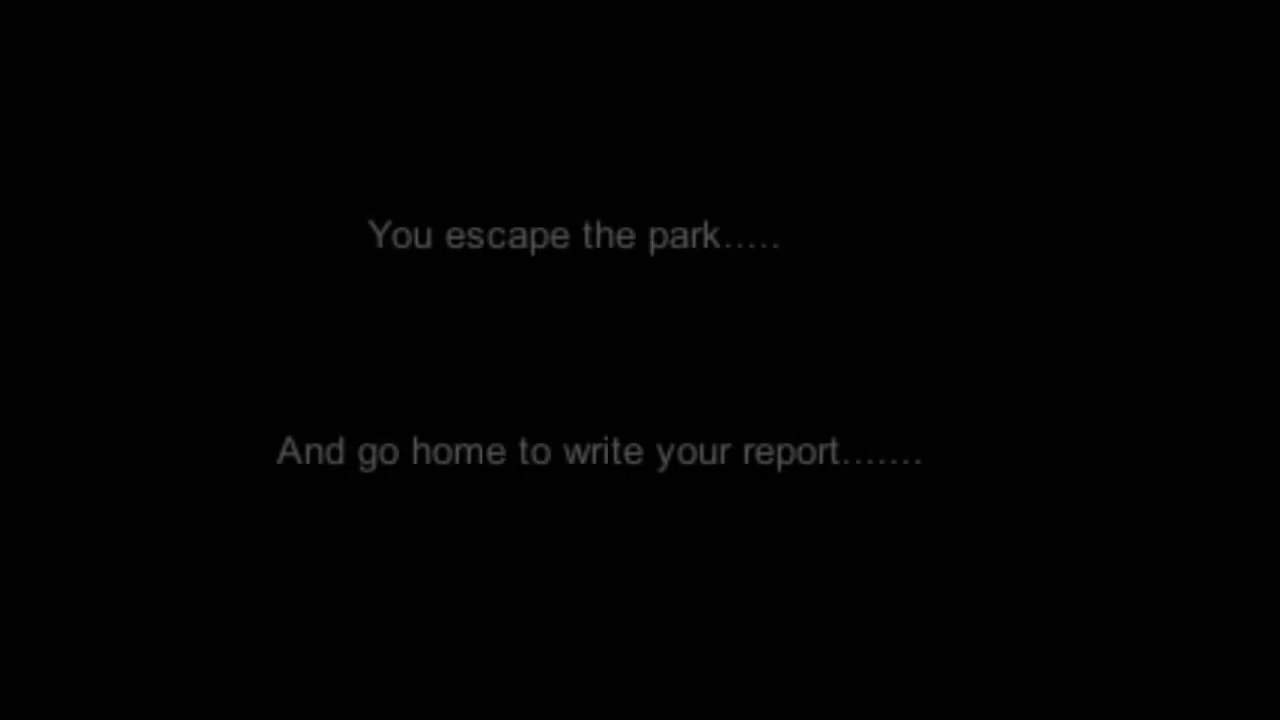 You escape the park.....
And go home to write your report.......